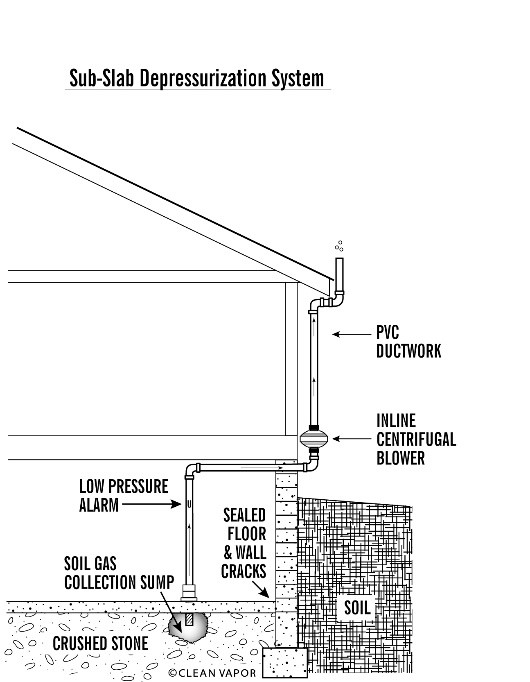 Sub-Slab Depressurization System
PVC
DUCTWORK
INLINE
CENTRIFUGAL
BLOWER
LOW PRESSURE
ALARM
SEALED
FLOOR
& WALL
CRACKS
SOIL GAS
COLLECTION SUMP
SOIL
CRUSHED STONE
©CLEAN VAPOR